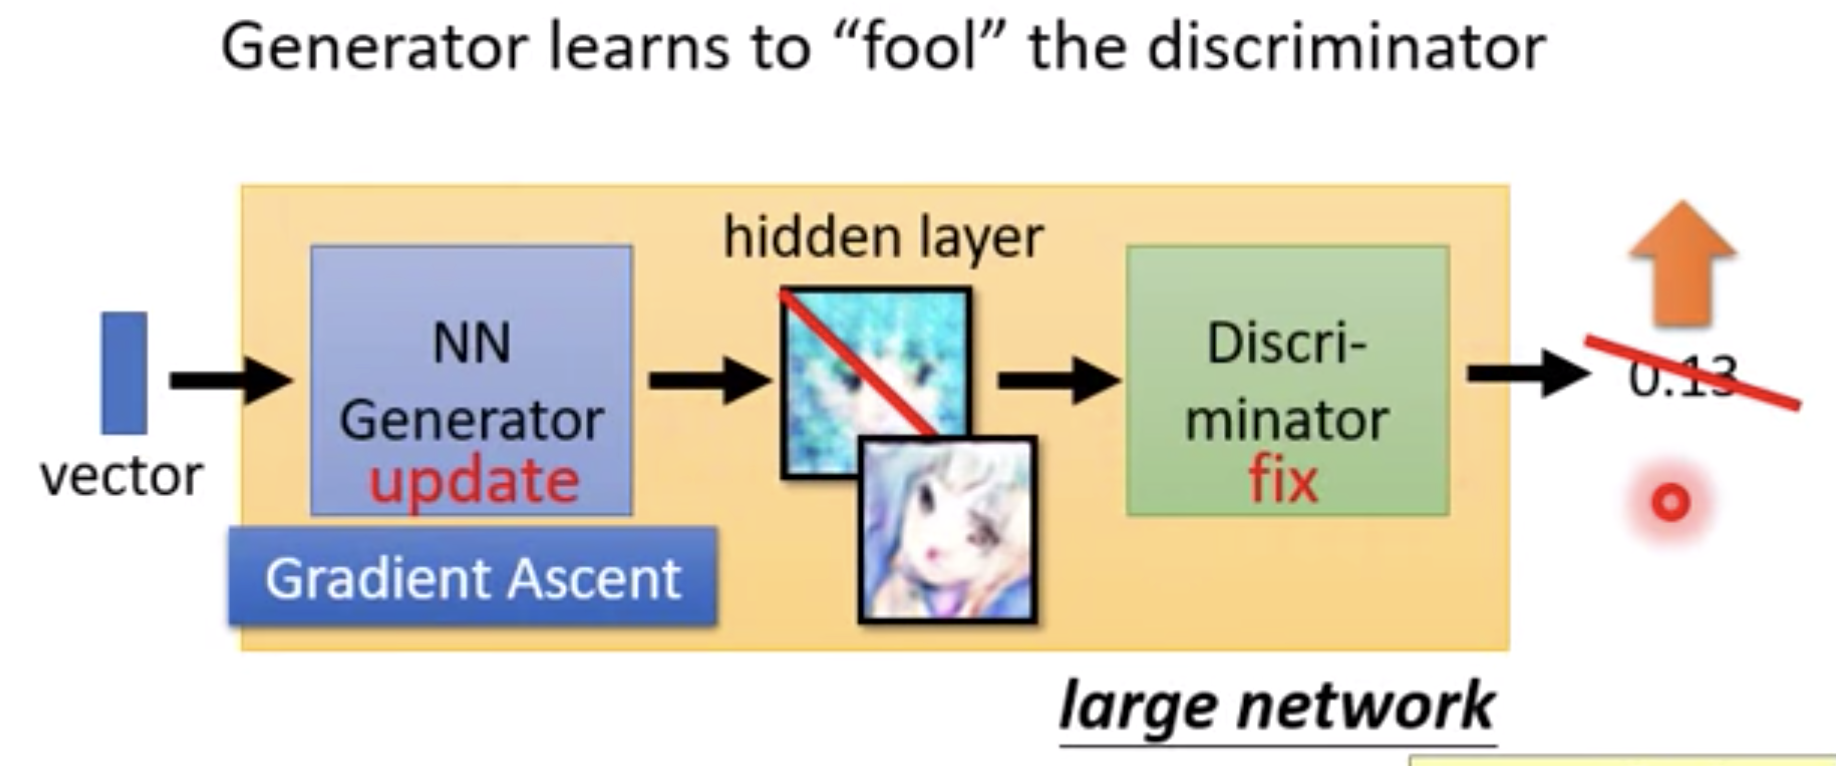 Generator learns to “fool” the discriminator
hidden layer
NN
Generator
update
Discri-
minator
fix
0.13
vector
Gradient Ascent
large network